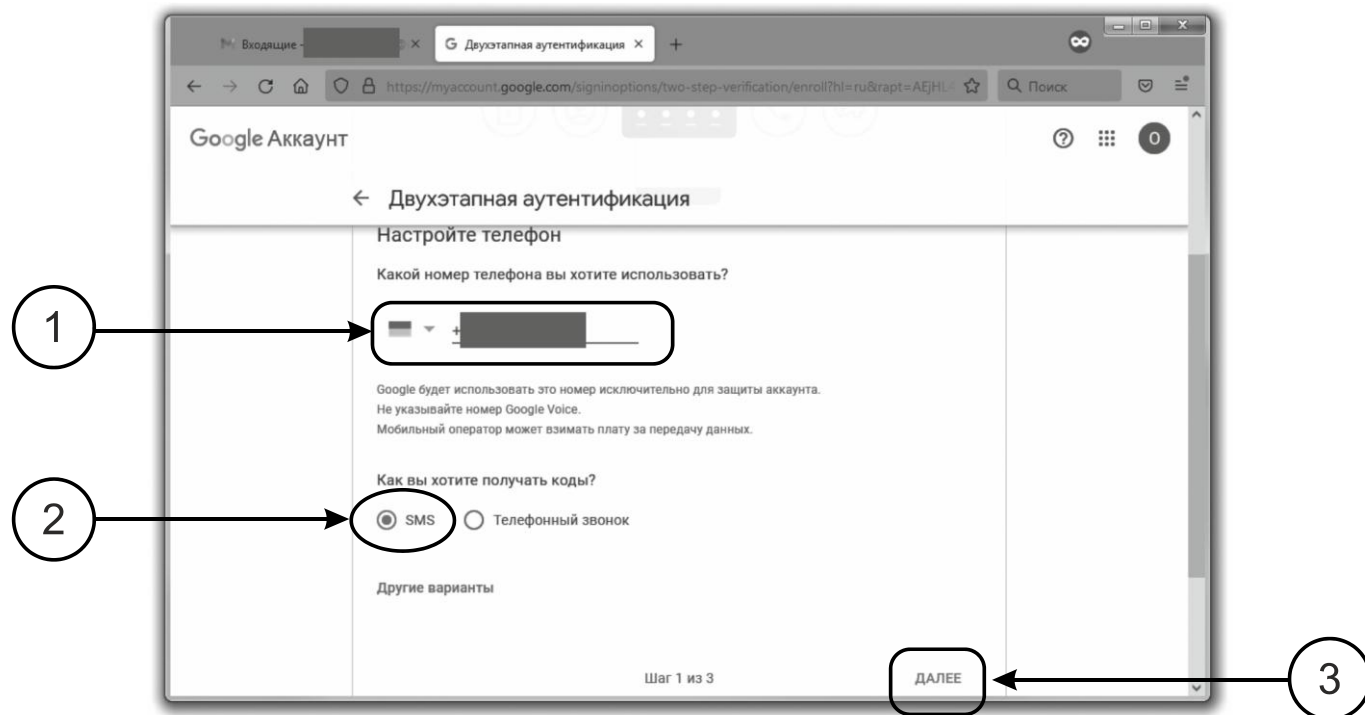 Входящие -
Двухэтапная аутентификация
https://myaccount.google.com/signinoptions/two-step-verification/enroll?hl=ru&rapt=AEjHL
Поиск
Google Аккаунт
О
Двухэтапная аутентификация
Настройте телефон
Какой номер телефона вы хотите использовать?
1
+
Google будет использовать это номер исключительно для защиты аккаунта.
Не указывайте номер Google Voice.
Мобильный оператор может взимать плату за передачу данных.
Как вы хотите получать коды?
2
SMS Телефонный звонок
Другие варианты
Шаг 1 из 3
ДАЛЕЕ
3